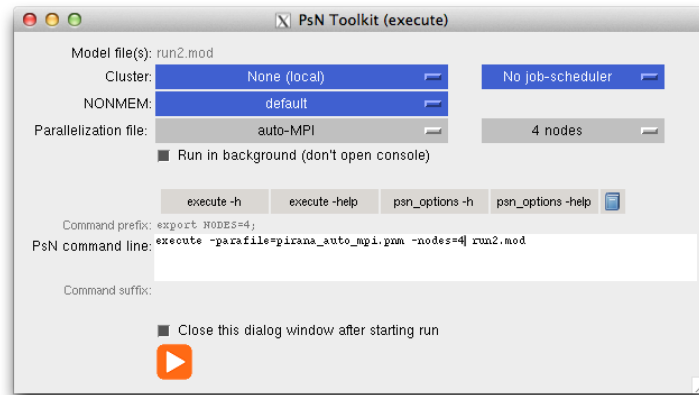 PsN Toolkit (execute)
Model file(s): run2.mod
Cluster: None (local) No job-scheduler
NONMEM: default
Parallelization file: auto-MPI 4 nodes
Run in background (don't open console)
execute -h execute -help psn_options -h psn_options -help
Command prefix: export NODES=4;
PsN command line: execute -parafile=pirana_auto_mpi.pnm -nodes=4 run2.mod
Command suffix:
Close this dialog window after starting run